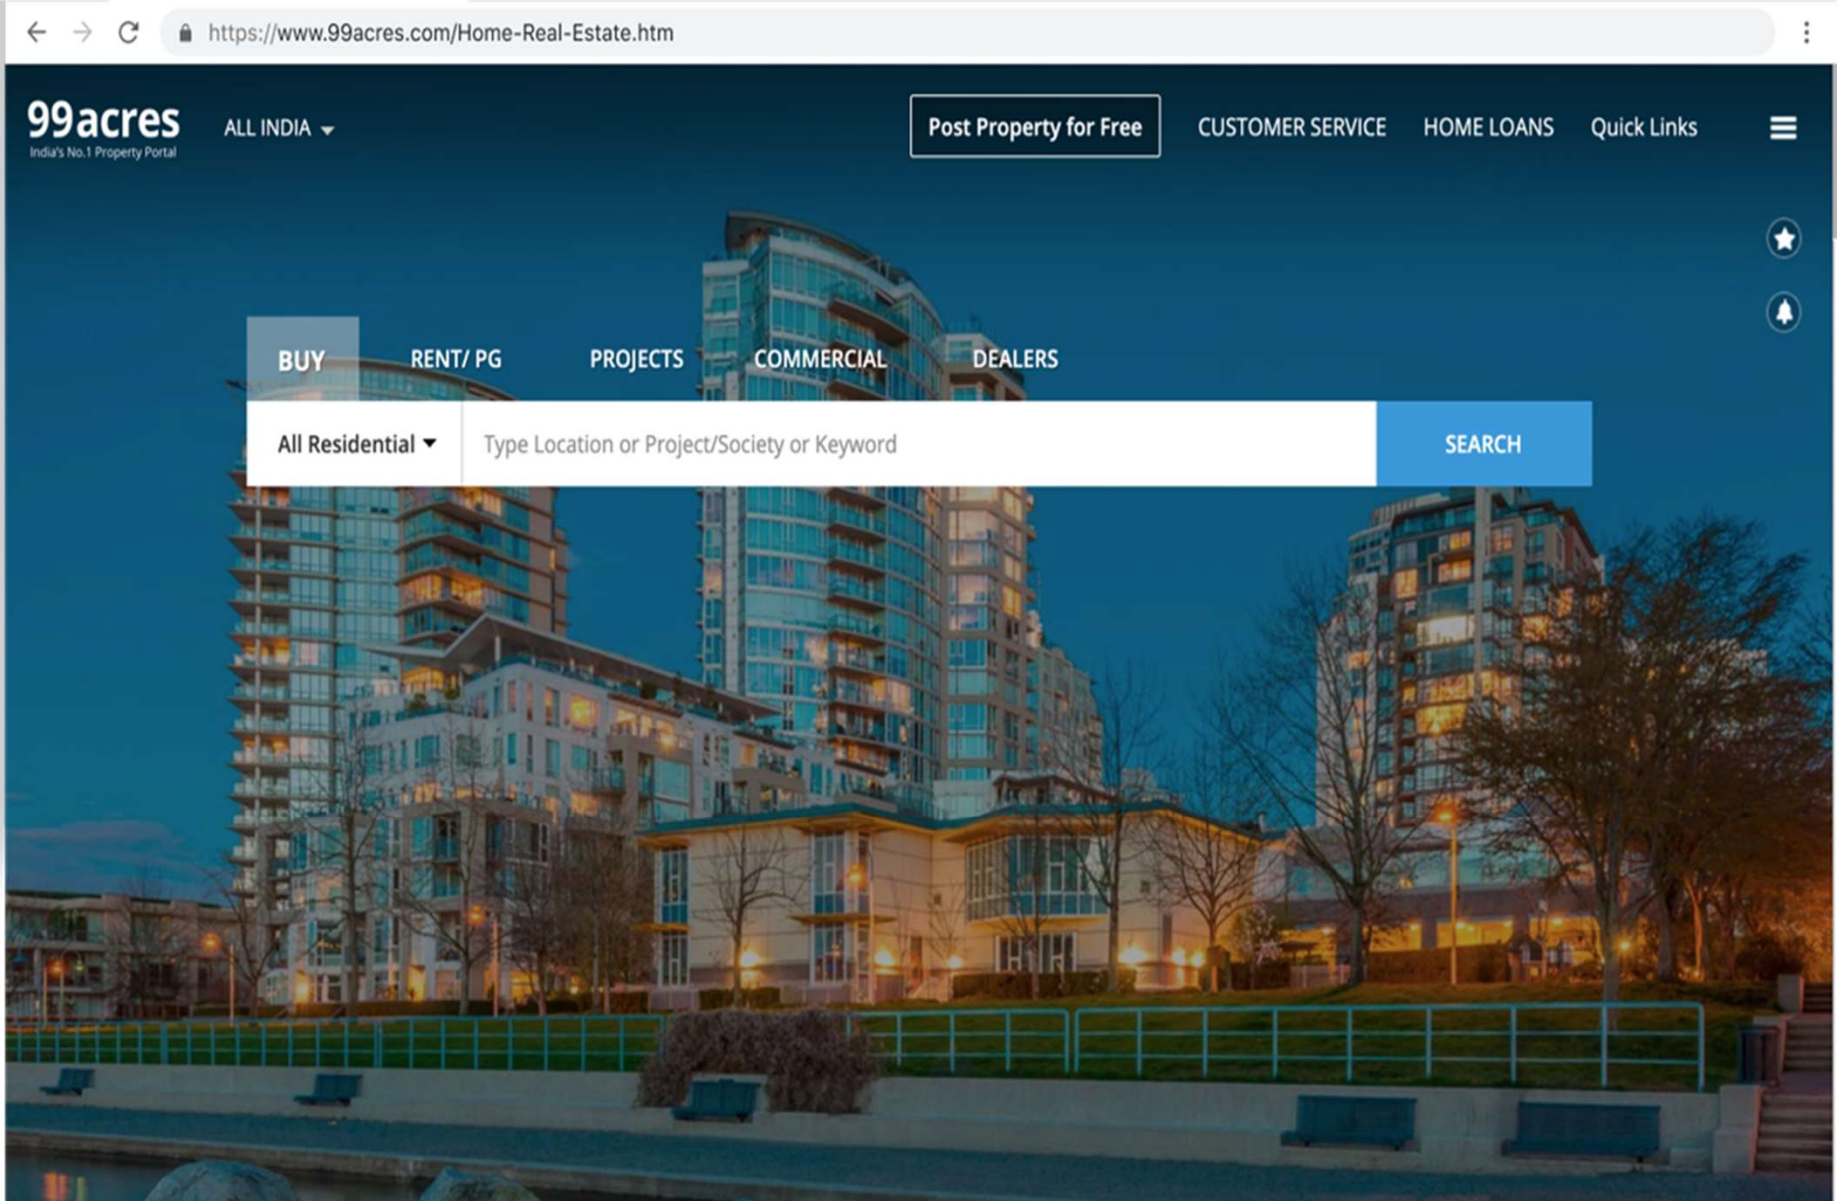 https://www.99acres.com/Home-Real-Estate.htm
99acres
India's No.1 Property Portal
ALL INDIA
Post Property for Free
CUSTOMER SERVICE
HOME LOANS
Quick Links
BUY
RENT/ PG
PROJECTS
COMMERCIAL
DEALERS
All Residential
Type Location or Project/Society or Keyword
SEARCH